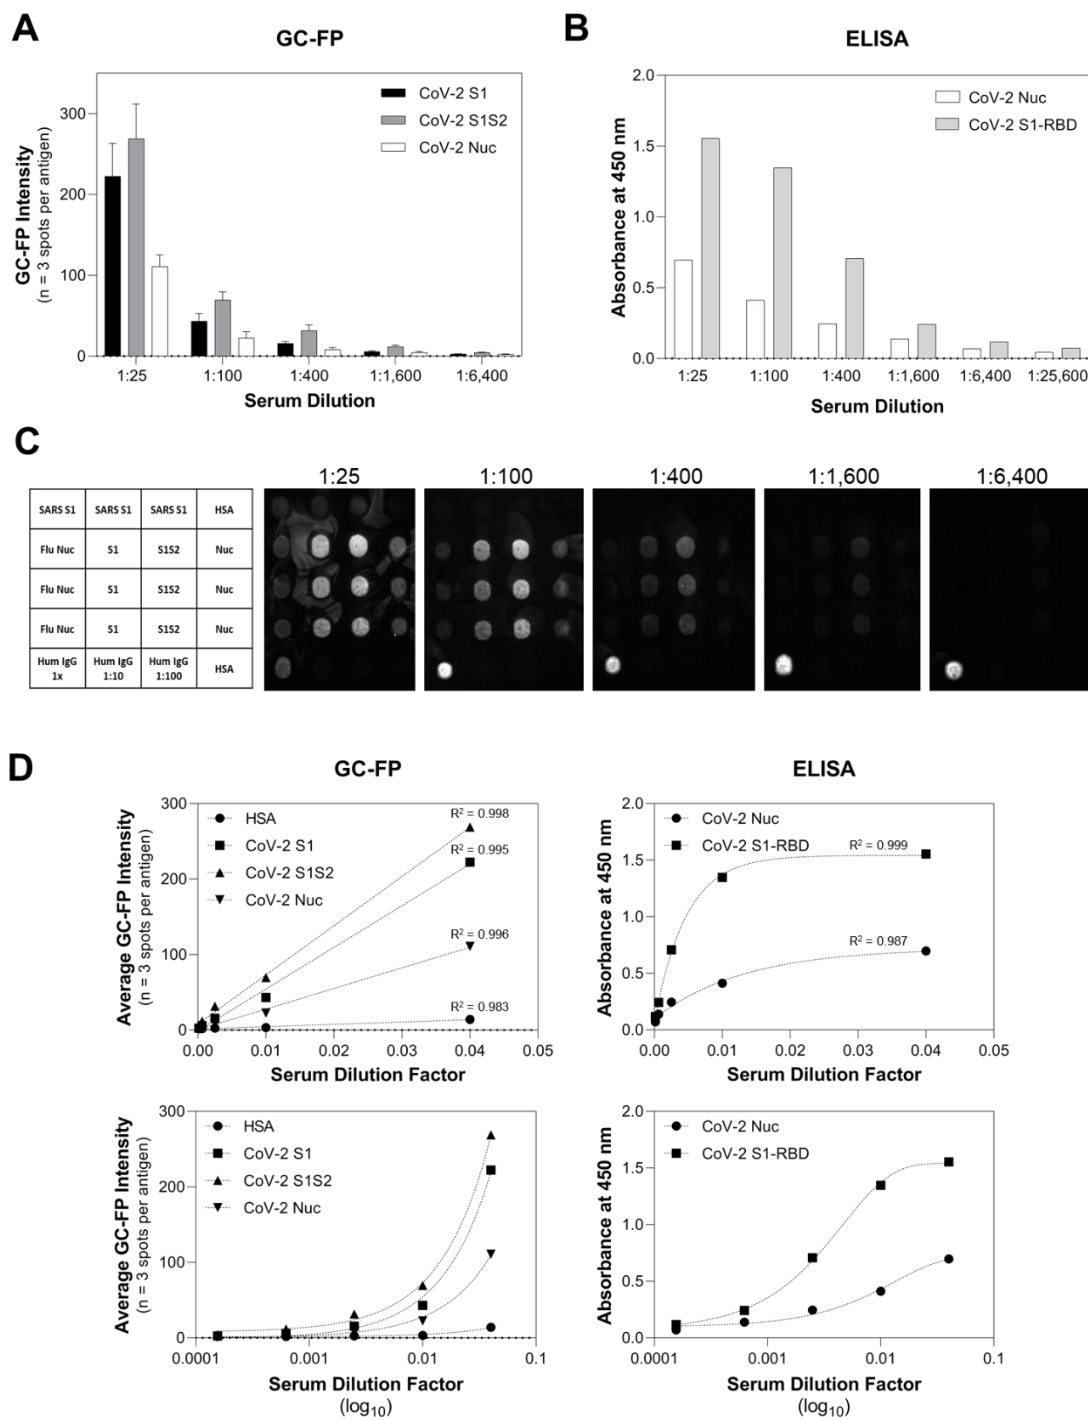 A
GC-FP
GC-FP Intensity
(n = 3 spots per antigen)
300
200
100
0
CoV-2 S1
CoV-2 S1S2
CoV-2 Nuc
1:25 1:100 1:400 1:1,600 1:6,400
Serum Dilution
B
ELISA
Absorbance at 450 nm
2.0
1.5
1.0
0.5
0.0
CoV-2 Nuc
CoV-2 S1-RBD
1:25 1:100 1:400 1:1,600 1:6,400 1:25,600
Serum Dilution
C
1:25 1:100 1:400 1:1,600 1:6,400
SARS S1 SARS S1 SARS S1 HSA
Flu Nuc S1 S1S2 Nuc
Flu Nuc S1 S1S2 Nuc
Flu Nuc S1 S1S2 Nuc
Hum IgG 1x Hum IgG 1:10 Hum IgG 1:100 HSA
D
GC-FP
Average GC-FP Intensity
(n = 3 spots per antigen)
300
200
100
0
HSA
CoV-2 S1
CoV-2 S1S2
CoV-2 Nuc
R² = 0.998
R² = 0.995
R² = 0.996
R² = 0.983
0.00 0.01 0.02 0.03 0.04 0.05
Serum Dilution Factor
ELISA
Absorbance at 450 nm
2.0
1.5
1.0
0.5
0.0
CoV-2 Nuc
CoV-2 S1-RBD
R² = 0.999
R² = 0.987
0.00 0.01 0.02 0.03 0.04 0.05
Serum Dilution Factor
Average GC-FP Intensity
(n = 3 spots per antigen)
300
200
100
0
HSA
CoV-2 S1
CoV-2 S1S2
CoV-2 Nuc
0.0001 0.001 0.01 0.1
Serum Dilution Factor
(log₁₀)
Absorbance at 450 nm
2.0
1.5
1.0
0.5
0.0
CoV-2 Nuc
CoV-2 S1-RBD
0.0001 0.001 0.01 0.1
Serum Dilution Factor
(log₁₀)